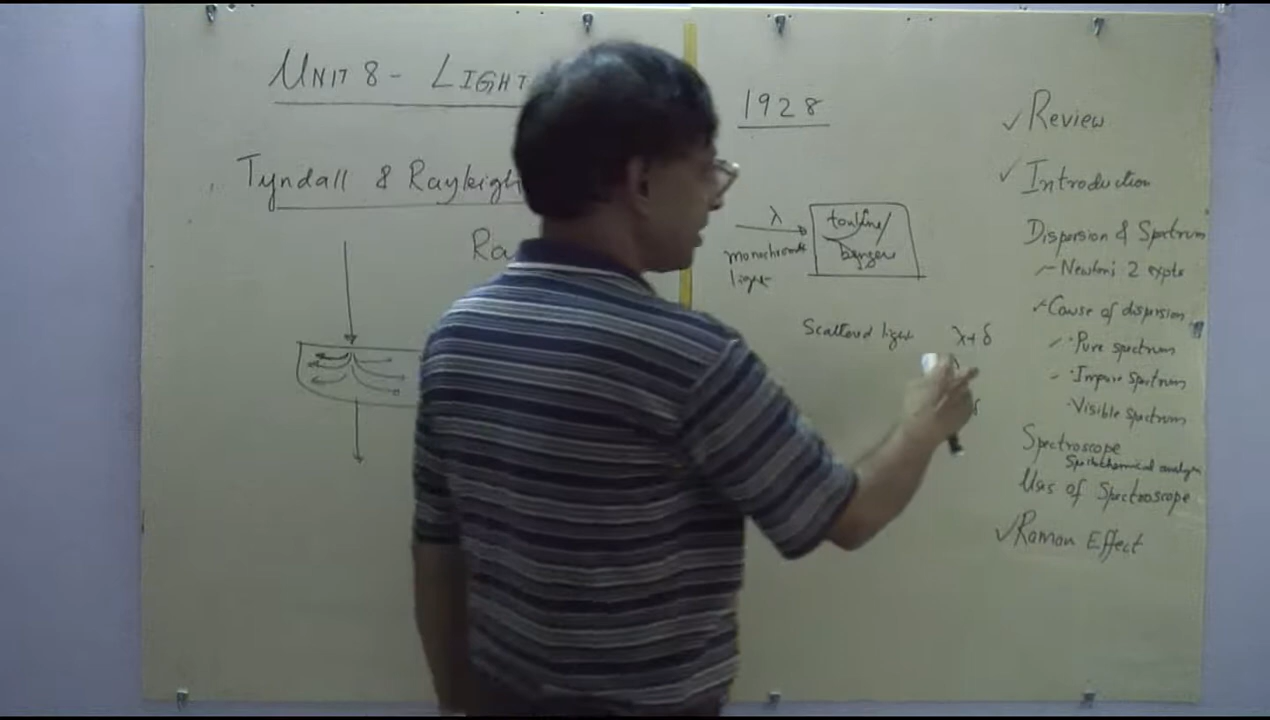 UNIT 8 - LIGHT
Tyndall & Rayleigh
Ra
1928
λ
monochromatic
light
touline/
benzene
Scattered light λ+δ
✓ Review
✓ Introduction
Dispersion & Spectrum
- Newton's 2 expts
Cause of dispersion
· Pure spectrum
· Impure spectrum
· Visible spectrum
Spectroscope
Spectrochemical analysis
Uses of Spectroscope
✓ Raman Effect